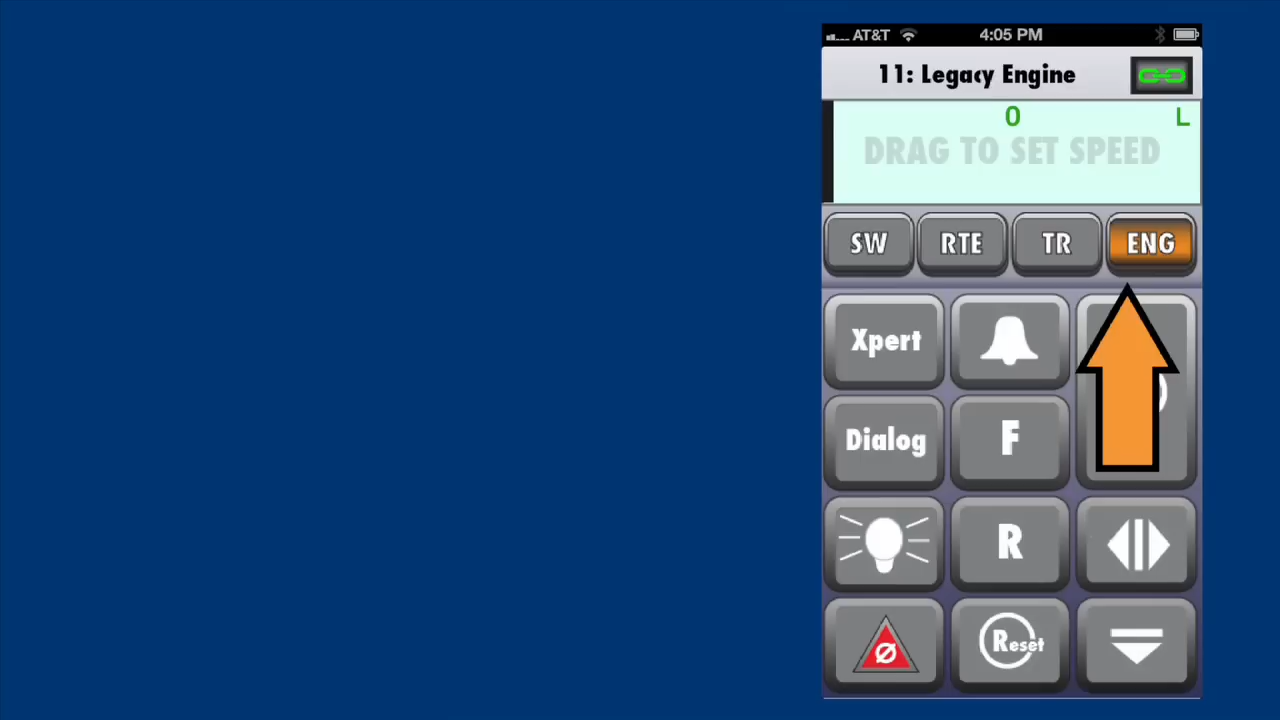 AT&T 4:05 PM
11: Legacy Engine
0 L
DRAG TO SET SPEED
SW RTE TR ENG
Xpert
Dialog F
R
Reset